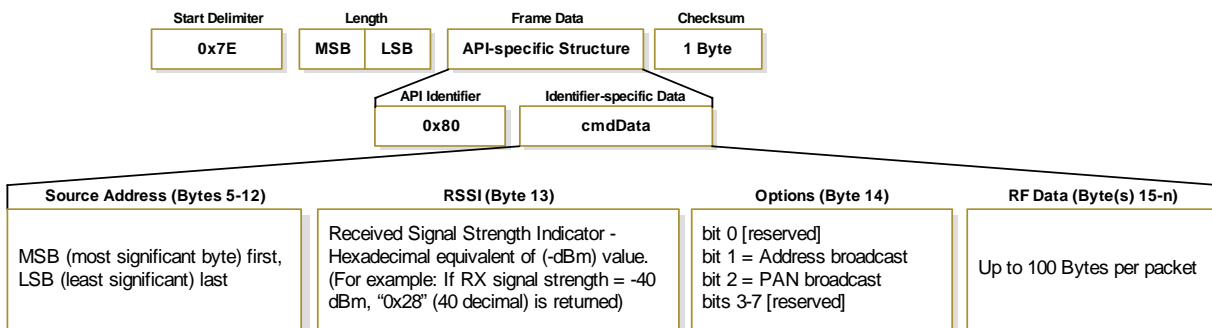 Start Delimiter
Length
Frame Data
Checksum
0x7E
MSB
LSB
API-specific Structure
1 Byte
API Identifier
Identifier-specific Data
0x80
cmdData
Source Address (Bytes 5-12)
MSB (most significant byte) first,
LSB (least significant) last
RSSI (Byte 13)
Received Signal Strength Indicator -
Hexadecimal equivalent of (-dBm) value.
(For example: If RX signal strength = -40
dBm, “0x28” (40 decimal) is returned)
Options (Byte 14)
bit 0 [reserved]
bit 1 = Address broadcast
bit 2 = PAN broadcast
bits 3-7 [reserved]
RF Data (Byte(s) 15-n)
Up to 100 Bytes per packet